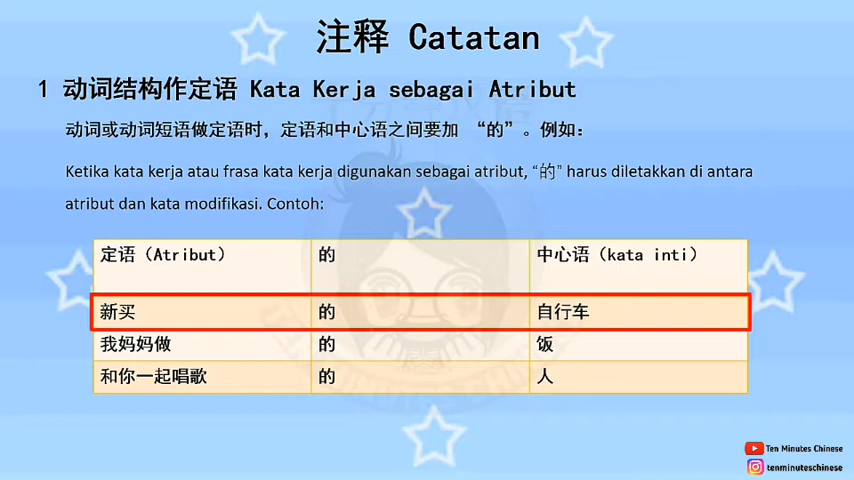 注释 Catatan
1 动词结构作定语 Kata Kerja sebagai Atribut
动词或动词短语做定语时，定语和中心语之间要加 “的”。例如：
Ketika kata kerja atau frasa kata kerja digunakan sebagai atribut, “的” harus diletakkan di antara
atribut dan kata modifikasi. Contoh:
定语（Atribut） 的 中心语（kata inti）
新买 的 自行车
我妈妈做 的 饭
和你一起唱歌 的 人
Ten Minutes Chinese
tenminuteschinese